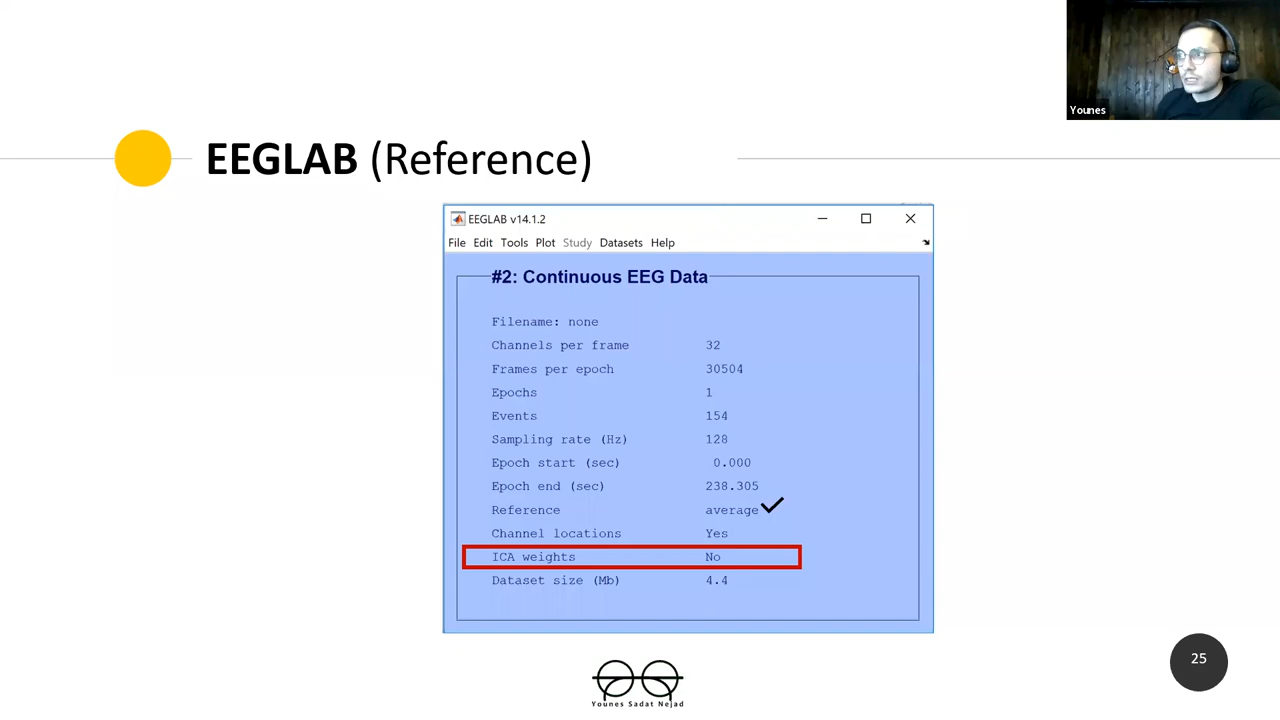 Younes
EEGLAB (Reference)
EEGLAB v14.1.2
File Edit Tools Plot Study Datasets Help
#2: Continuous EEG Data
Filename: none
Channels per frame 32
Frames per epoch 30504
Epochs 1
Events 154
Sampling rate (Hz) 128
Epoch start (sec) 0.000
Epoch end (sec) 238.305
Reference average
Channel locations Yes
ICA weights No
Dataset size (Mb) 4.4
25
Younes Sadat Nejad